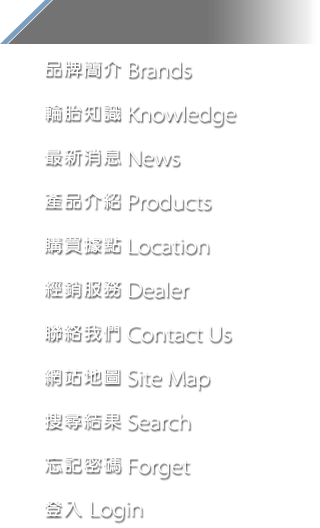 品牌簡介 Brands
輪胎知識 Knowledge
最新消息 News
產品介紹 Products
購買據點 Location
經銷服務 Dealer
聯絡我們 Contact Us
網站地圖 Site Map
搜尋結果 Search
忘記密碼 Forget
登入 Login